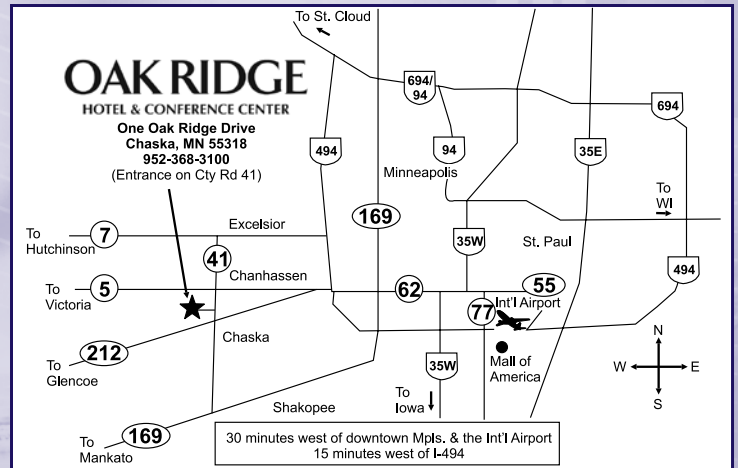 To St. Cloud
OAK RIDGE
HOTEL & CONFERENCE CENTER
One Oak Ridge Drive
Chaska, MN 55318
952-368-3100
(Entrance on Cty Rd 41)
694/
94
694
494
94
35E
Minneapolis
169
To
WI
To
Hutchinson
7
Excelsior
41
35W
St. Paul
Chanhassen
494
To
Victoria
5
62
55
77
Int'l Airport
Chaska
212
To
Glencoe
35W
Mall of
America
N
W
E
S
To
Iowa
Shakopee
To
Mankato
169
30 minutes west of downtown Mpls. & the Int'l Airport
15 minutes west of I-494